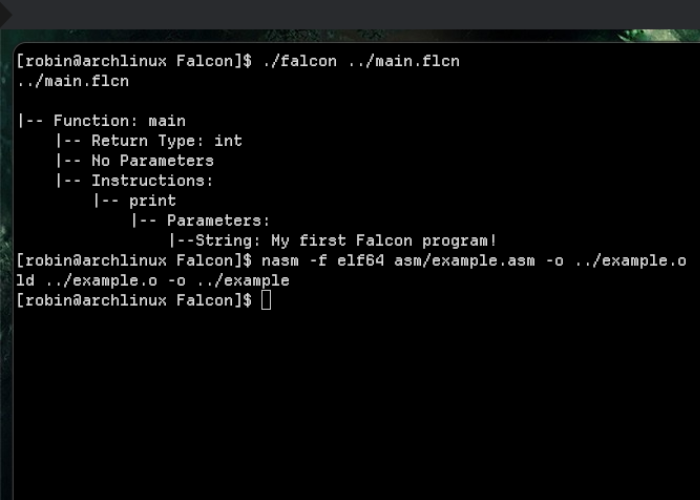 [robin@archlinux Falcon]$ ./falcon ../main.flcn
../main.flcn
|-- Function: main
|-- Return Type: int
|-- No Parameters
|-- Instructions:
|-- print
|-- Parameters:
|--String: My first Falcon program!
[robin@archlinux Falcon]$ nasm -f elf64 asm/example.asm -o ../example.o
ld ../example.o -o ../example
[robin@archlinux Falcon]$